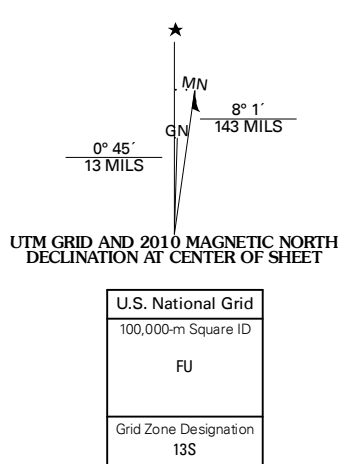 MN
8° 1´
143 MILS
GN
0° 45´
13 MILS
UTM GRID AND 2010 MAGNETIC NORTH
DECLINATION AT CENTER OF SHEET
U.S. National Grid
100,000-m Square ID
FU
Grid Zone Designation
13S